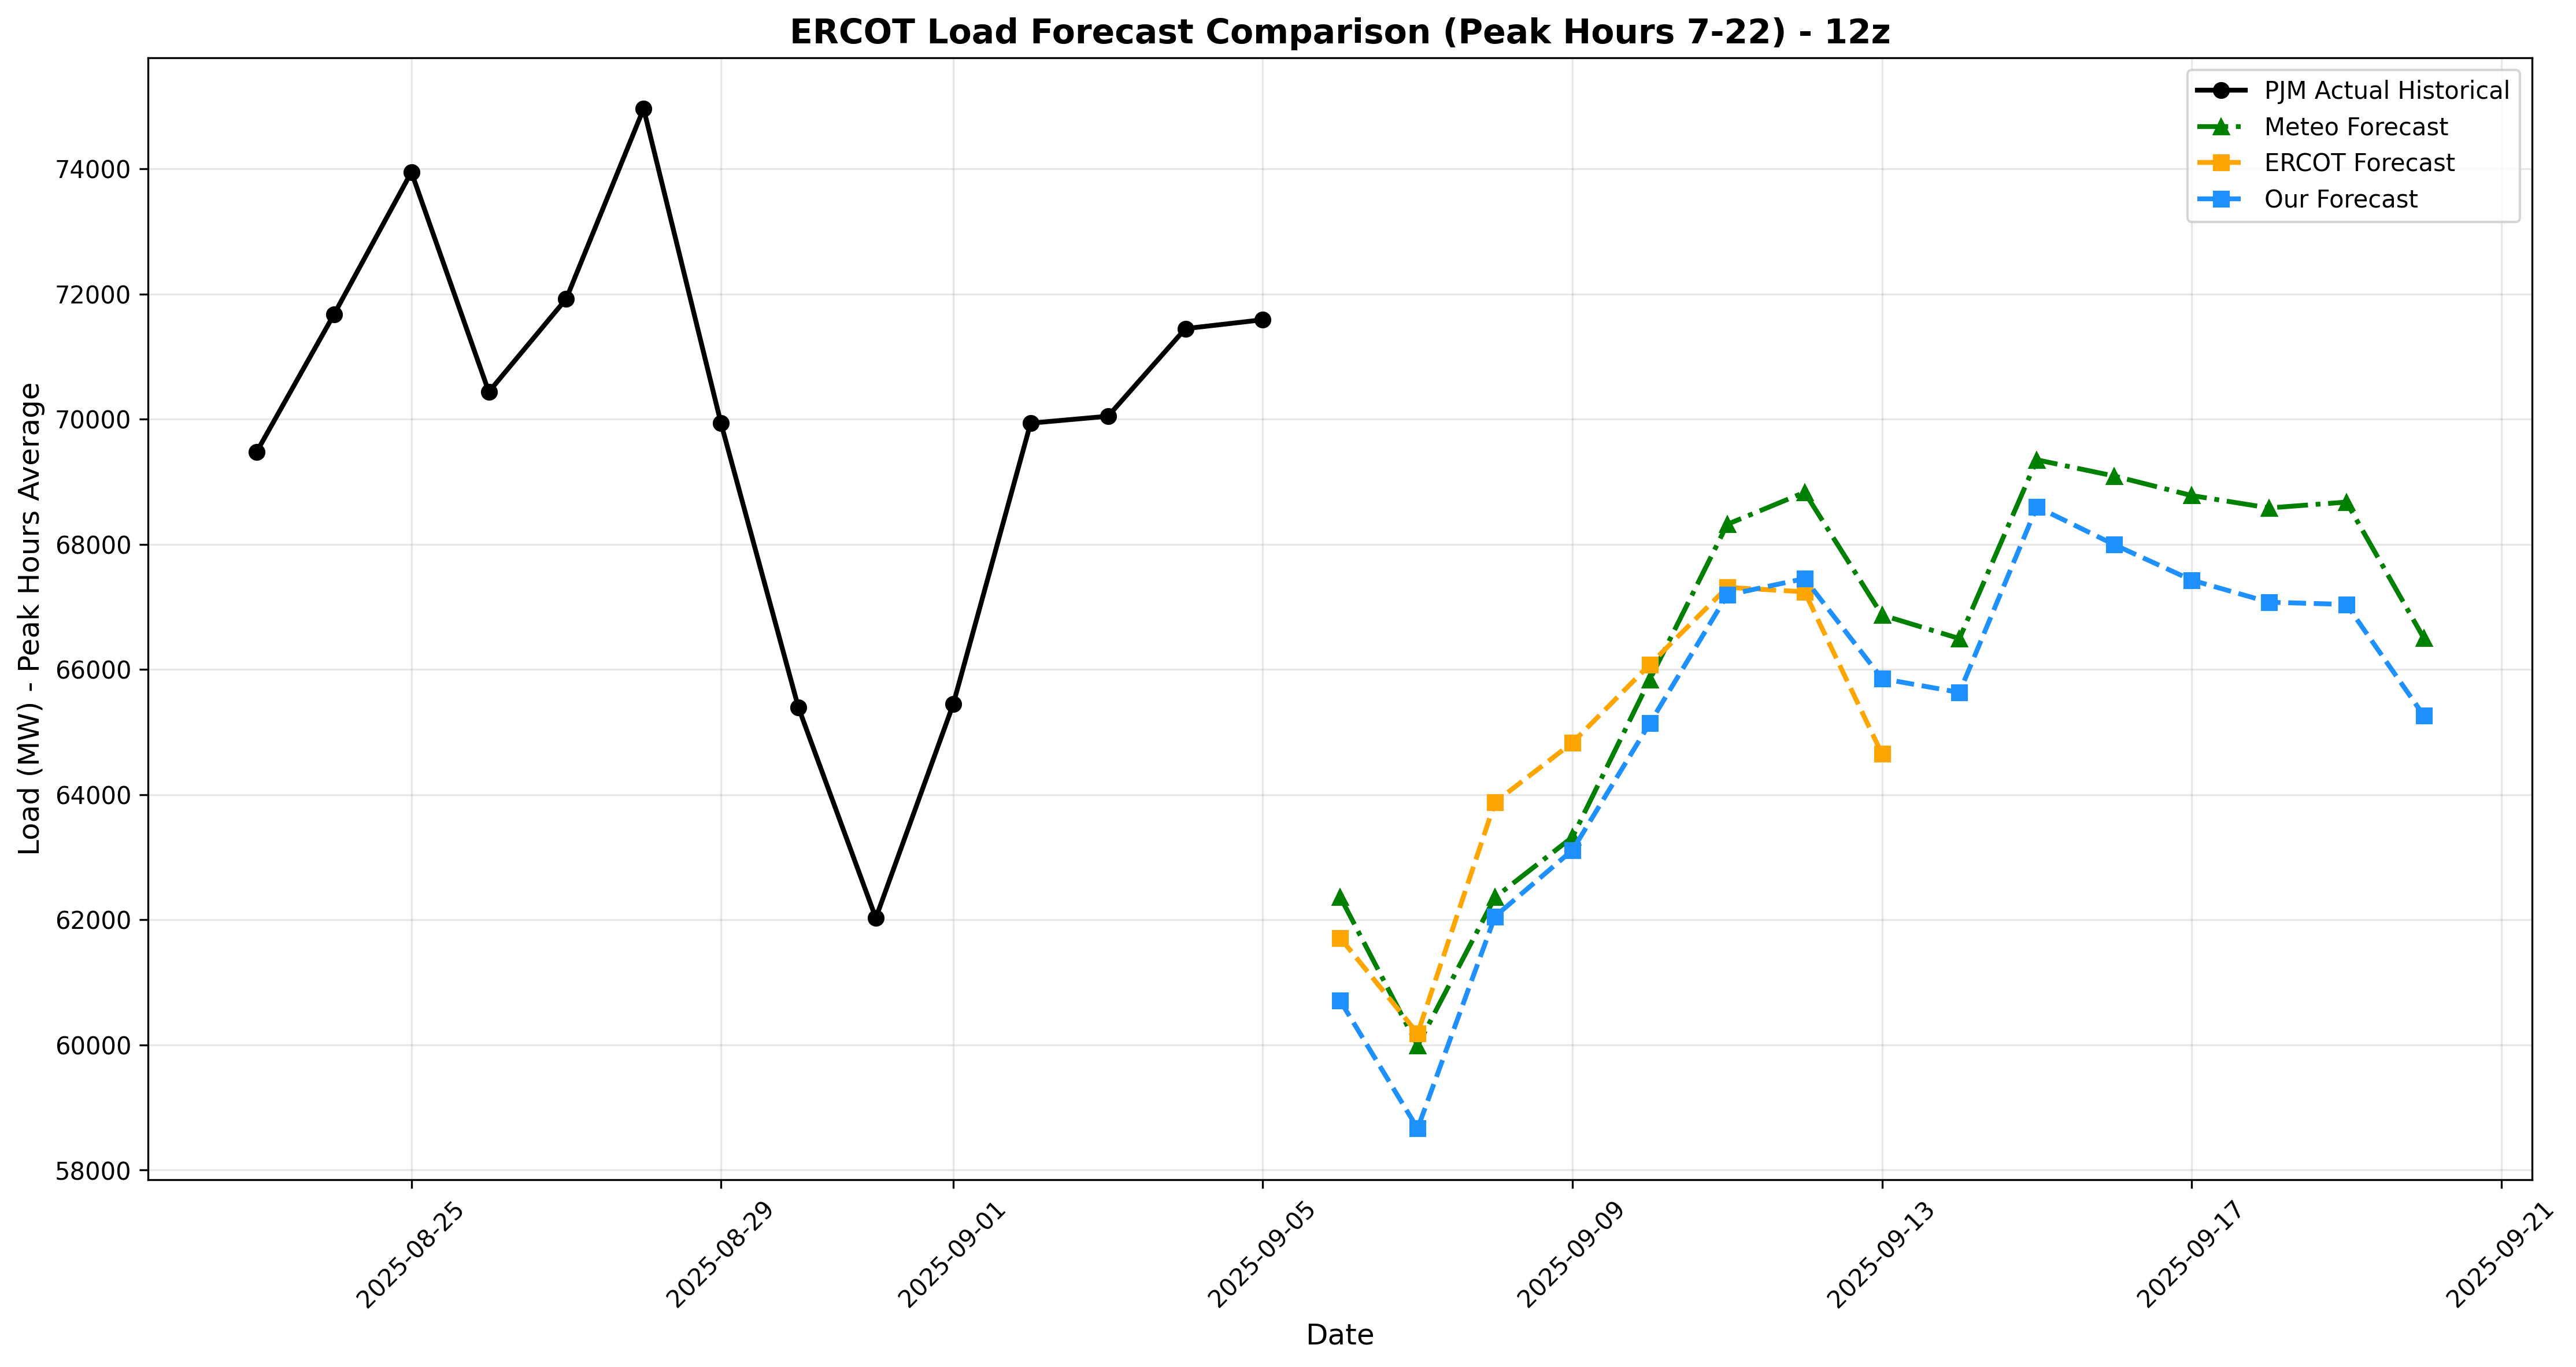 ERCOT Load Forecast Comparison (Peak Hours 7-22) - 12z
PJM Actual Historical
Meteo Forecast
ERCOT Forecast
Our Forecast
Load (MW) - Peak Hours Average
74000
72000
70000
68000
66000
64000
62000
60000
58000
2025-08-25
2025-08-29
2025-09-01
2025-09-05
2025-09-09
2025-09-13
2025-09-17
2025-09-21
Date